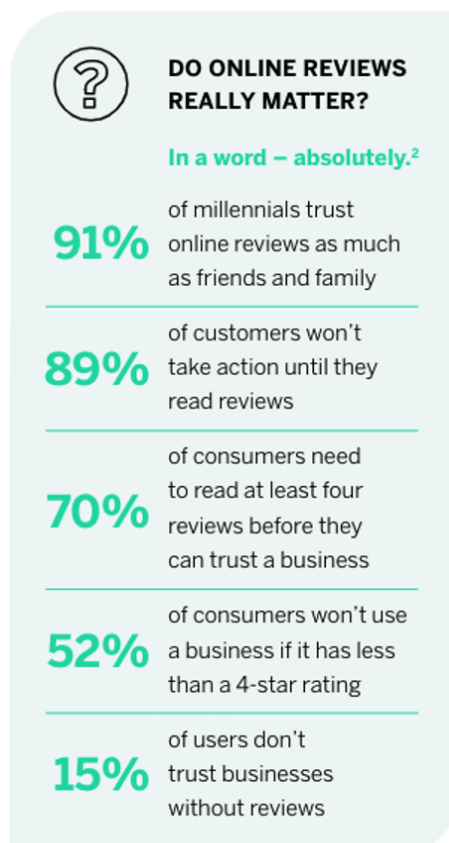 ?
DO ONLINE REVIEWS
REALLY MATTER?
In a word – absolutely.²
91%
of millennials trust
online reviews as much
as friends and family
89%
of customers won't
take action until they
read reviews
70%
of consumers need
to read at least four
reviews before they
can trust a business
52%
of consumers won't use
a business if it has less
than a 4-star rating
15%
of users don't
trust businesses
without reviews